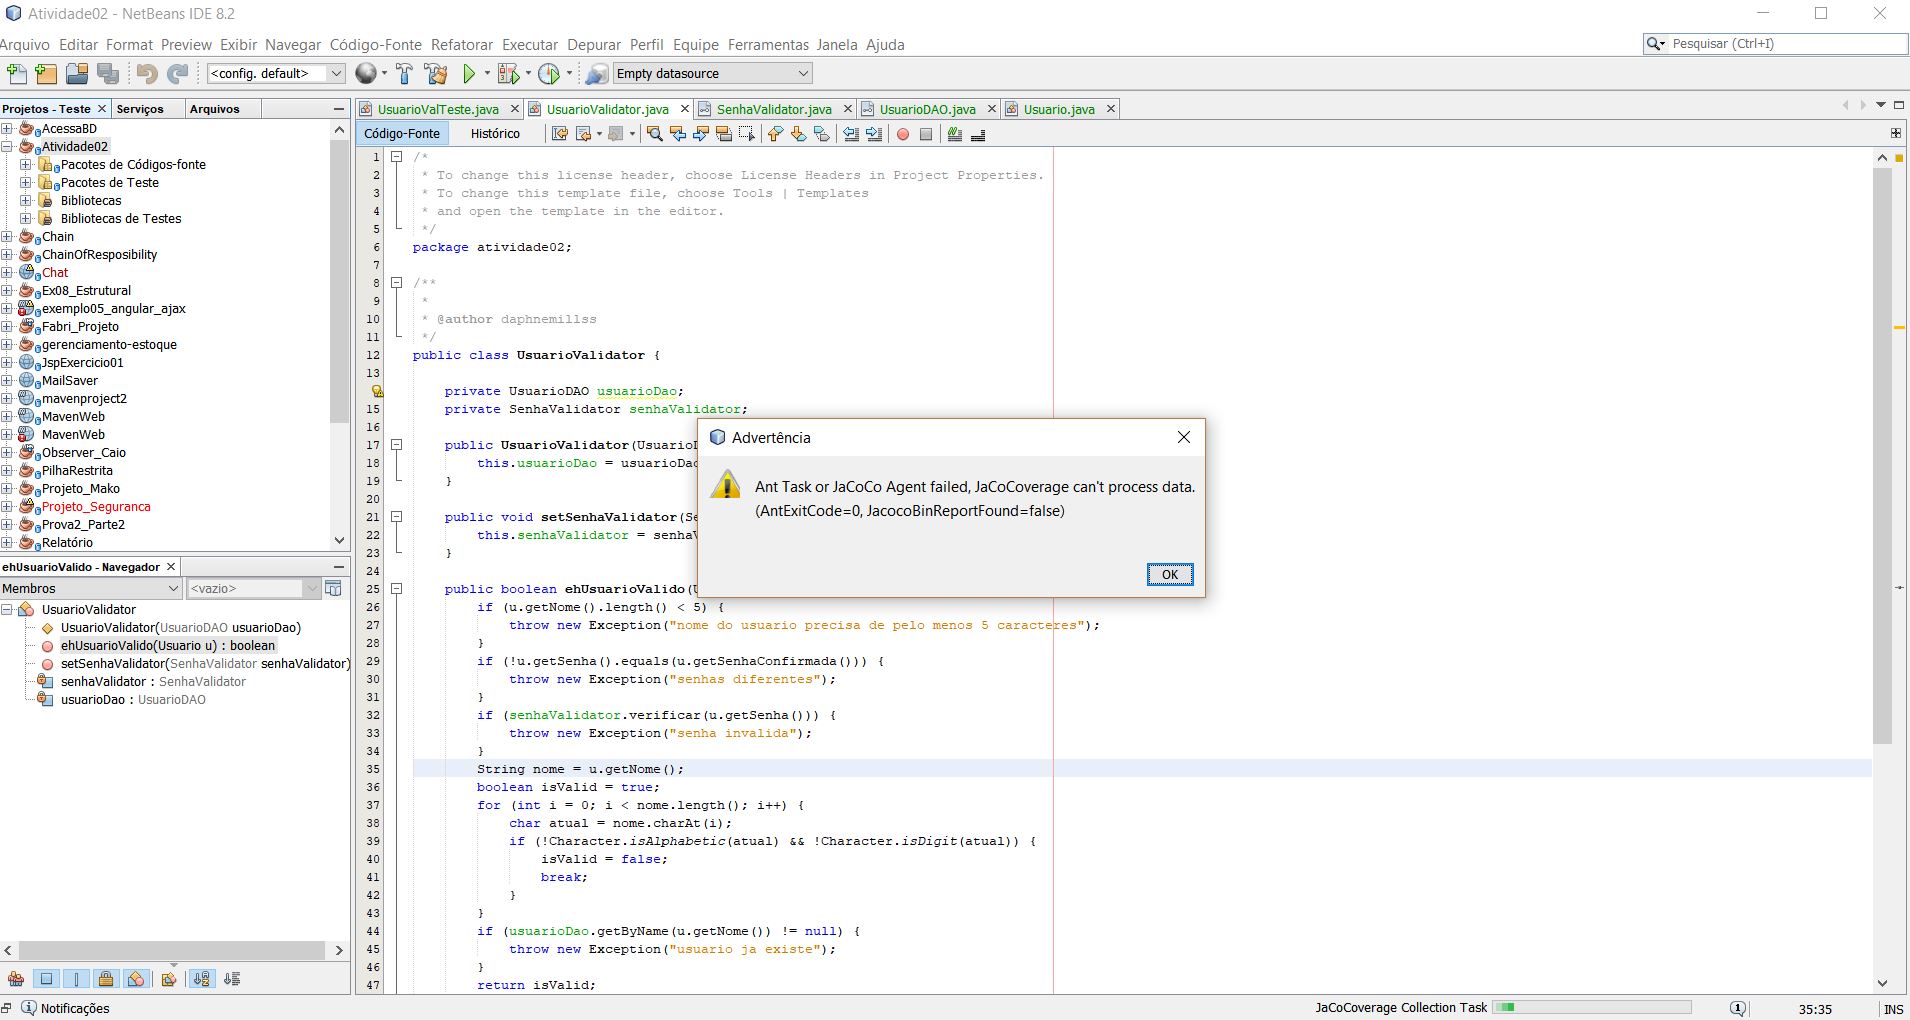 Atividade02 - NetBeans IDE 8.2
Arquivo Editar Format Preview Exibir Navegar Código-Fonte Refatorar Executar Depurar Perfil Equipe Ferramentas Janela Ajuda
Pesquisar (Ctrl+I)
<config. default>
Empty datasource
Projetos - Teste
Serviços
Arquivos
AcessaBD
Atividade02
Pacotes de Códigos-fonte
Pacotes de Teste
Bibliotecas
Bibliotecas de Testes
Chain
ChainOfResposibility
Chat
Ex08_Estrutural
exemplo05_angular_ajax
Fabri_Projeto
gerenciamento-estoque
JspExercicio01
MailSaver
mavenproject2
MavenWeb
MavenWeb
Observer_Caio
PilhaRestrita
Projeto_Mako
Projeto_Seguranca
Prova2_Parte2
Relatório
ehUsuarioValido - Navegador
Membros
<vazio>
UsuarioValidator
UsuarioValidator(UsuarioDAO usuarioDao)
ehUsuarioValido(Usuario u) : boolean
setSenhaValidator(SenhaValidator senhaValidator)
senhaValidator : SenhaValidator
usuarioDao : UsuarioDAO
UsuarioValTeste.java
UsuarioValidator.java
SenhaValidator.java
UsuarioDAO.java
Usuario.java
Código-Fonte
Histórico
1 /*
2 * To change this license header, choose License Headers in Project Properties.
3 * To change this template file, choose Tools | Templates
4 * and open the template in the editor.
5 */
6 package atividade02;
7
8 /**
9 *
10 * @author daphnemillss
11 */
12 public class UsuarioValidator {
13
private UsuarioDAO usuarioDao;
15 private SenhaValidator senhaValidator;
16
17 public UsuarioValidator(Usuario
18 this.usuarioDao = usuarioDao
19 }
20
21 public void setSenhaValidator(Se
22 this.senhaValidator = senha
23 }
24
25 public boolean ehUsuarioValido(
26 if (u.getNome().length() < 5) {
27 throw new Exception("nome do usuario precisa de pelo menos 5 caracteres");
28 }
29 if (!u.getSenha().equals(u.getSenhaConfirmada())) {
30 throw new Exception("senhas diferentes");
31 }
32 if (senhaValidator.verificar(u.getSenha())) {
33 throw new Exception("senha invalida");
34 }
35 String nome = u.getNome();
36 boolean isValid = true;
37 for (int i = 0; i < nome.length(); i++) {
38 char atual = nome.charAt(i);
39 if (!Character.isAlphabetic(atual) && !Character.isDigit(atual)) {
40 isValid = false;
41 break;
42 }
43 }
44 if (usuarioDao.getByName(u.getNome()) != null) {
45 throw new Exception("usuario ja existe");
46 }
47 return isValid;
Advertência
Ant Task or JaCoCo Agent failed, JaCoCoverage can't process data.
(AntExitCode=0, JacocoBinReportFound=false)
OK
Notificações
JaCoCoverage Collection Task
1
35:35
INS